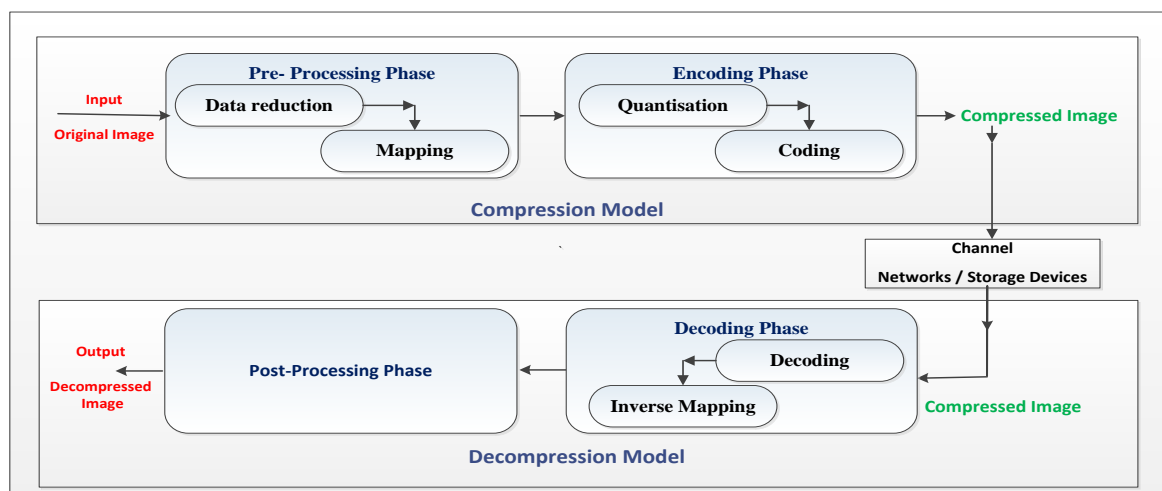 Pre- Processing Phase
Data reduction
Mapping
Input
Original Image
Encoding Phase
Quantisation
Coding
Compressed Image
Compression Model
`
Channel
Networks / Storage Devices
Decoding Phase
Decoding
Inverse Mapping
Compressed Image
Post-Processing Phase
Output
Decompressed
Image
Decompression Model